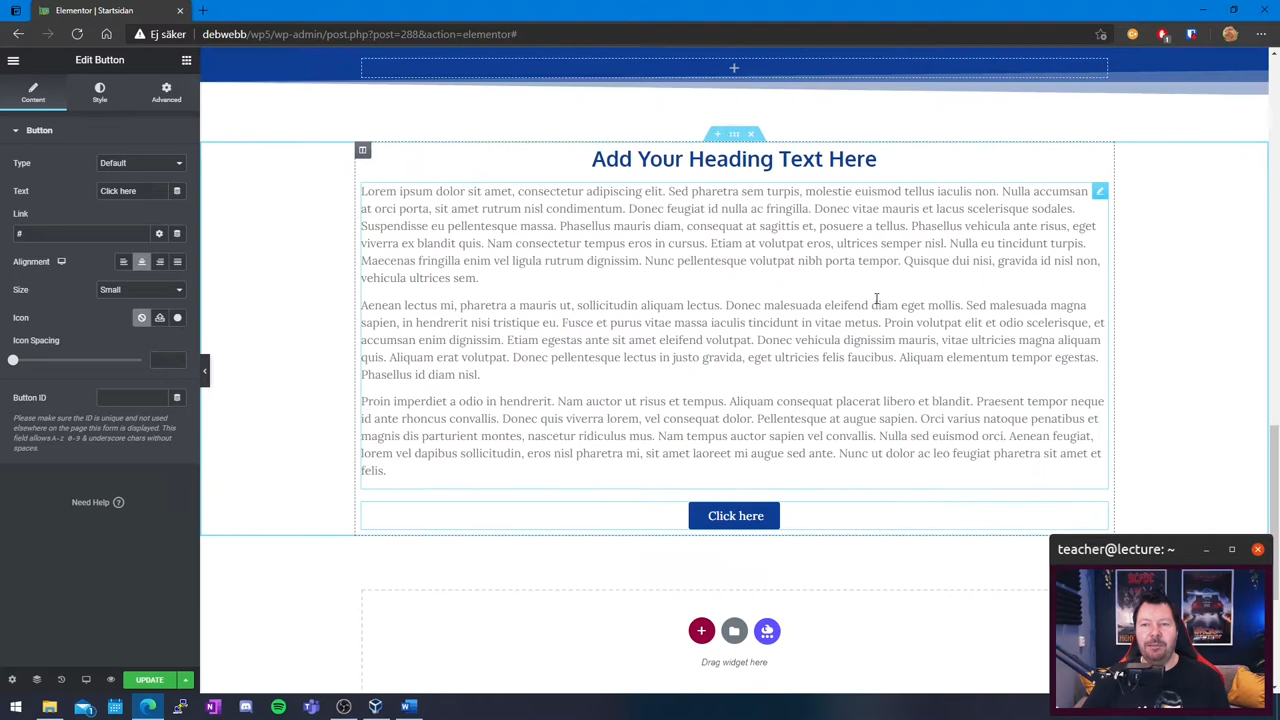 Elementor | Startsida
Ej säker
debwebb/wp5/wp-admin/post.php?post=288&action=elementor#
Edit Button
Content
Style
Advanced
Button
Type
Default
Text
Click here
Link
#
Alignment
Size
Small
Icon
Icon Spacing
Button ID
Please make sure the ID is unique and not used
elsewhere on the page this form is displayed. This
field allows A-z 0-9 & underscore chars without
spaces.
Need Help
UPDATE
Add Your Heading Text Here
Lorem ipsum dolor sit amet, consectetur adipiscing elit. Sed pharetra sem turpis, molestie euismod tellus iaculis non. Nulla accumsan
at orci porta, sit amet rutrum nisl condimentum. Donec feugiat id nulla ac fringilla. Donec vitae mauris et lacus scelerisque sodales.
Suspendisse eu pellentesque massa. Phasellus mauris diam, consequat at sagittis et, posuere a tellus. Phasellus vehicula ante risus, eget
viverra ex blandit quis. Nam consectetur tempus eros in cursus. Etiam at volutpat eros, ultrices semper nisl. Nulla eu tincidunt turpis.
Maecenas fringilla enim vel ligula rutrum dignissim. Nunc pellentesque volutpat nibh porta tempor. Quisque dui nisi, gravida id nisl non,
vehicula ultrices sem.
Aenean lectus mi, pharetra a mauris ut, sollicitudin aliquam lectus. Donec malesuada eleifend diam eget mollis. Sed malesuada magna
sapien, in hendrerit nisi tristique eu. Fusce et purus vitae massa iaculis tincidunt in vitae metus. Proin volutpat elit et odio scelerisque, et
accumsan enim dignissim. Etiam egestas ante sit amet eleifend volutpat. Donec vehicula dignissim mauris, vitae ultricies magna aliquam
quis. Aliquam erat volutpat. Donec pellentesque lectus in justo gravida, eget ultricies felis faucibus. Aliquam elementum tempor egestas.
Phasellus id diam nisl.
Proin imperdiet a odio in hendrerit. Nam auctor ut risus et tempus. Aliquam consequat placerat libero et blandit. Praesent tempor neque
id ante rhoncus convallis. Donec quis viverra lorem, vel consequat dolor. Pellentesque at augue sapien. Orci varius natoque penatibus et
magnis dis parturient montes, nascetur ridiculus mus. Nam tempus auctor sapien vel convallis. Nulla sed euismod orci. Aenean feugiat,
lorem vel dapibus sollicitudin, eros nisl pharetra mi, sit amet laoreet mi augue sed ante. Nunc ut dolor ac leo feugiat pharetra sit amet et
felis.
Click here
Drag widget here
teacher@lecture: ~